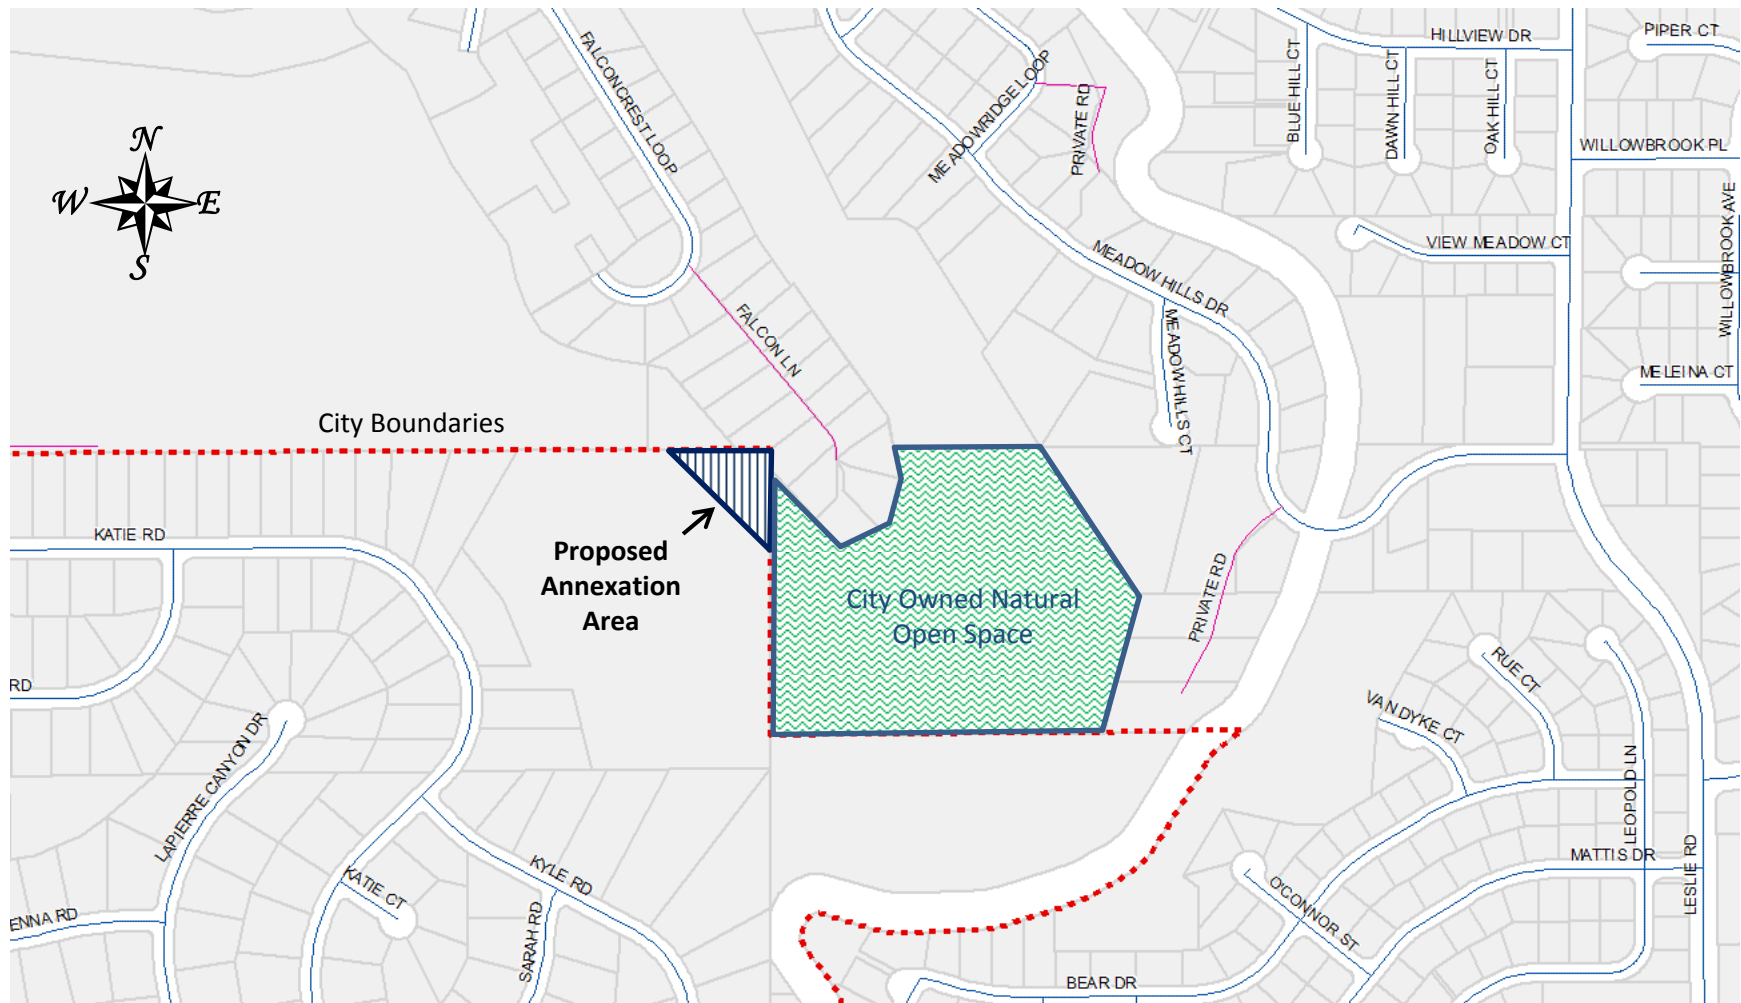 FALCONCREST LOOP
MEADOWRIDGE LOOP
PRIVATE RD
BLUE HILL CT
HILLVIEW DR
DAWN HILL CT
OAK HILL CT
PIPER CT
WILLOWBROOK PL
WILLOWBROOK AVE
VIEW MEADOW CT
MELEINA CT
N
W
E
S
MEADOW HILLS DR
MEADOW HILLS CT
FALCON LN
City Boundaries
KATIE RD
Proposed
Annexation
Area
City Owned Natural
Open Space
PRIVATE RD
RD
LAPIERRE CANYON DR
RUE CT
VAN DYKE CT
LEOPOLD LN
MATTIS DR
LESLIE RD
KATIE CT
KYLE RD
SARAH RD
ENNA RD
O'CONNOR ST
BEAR DR